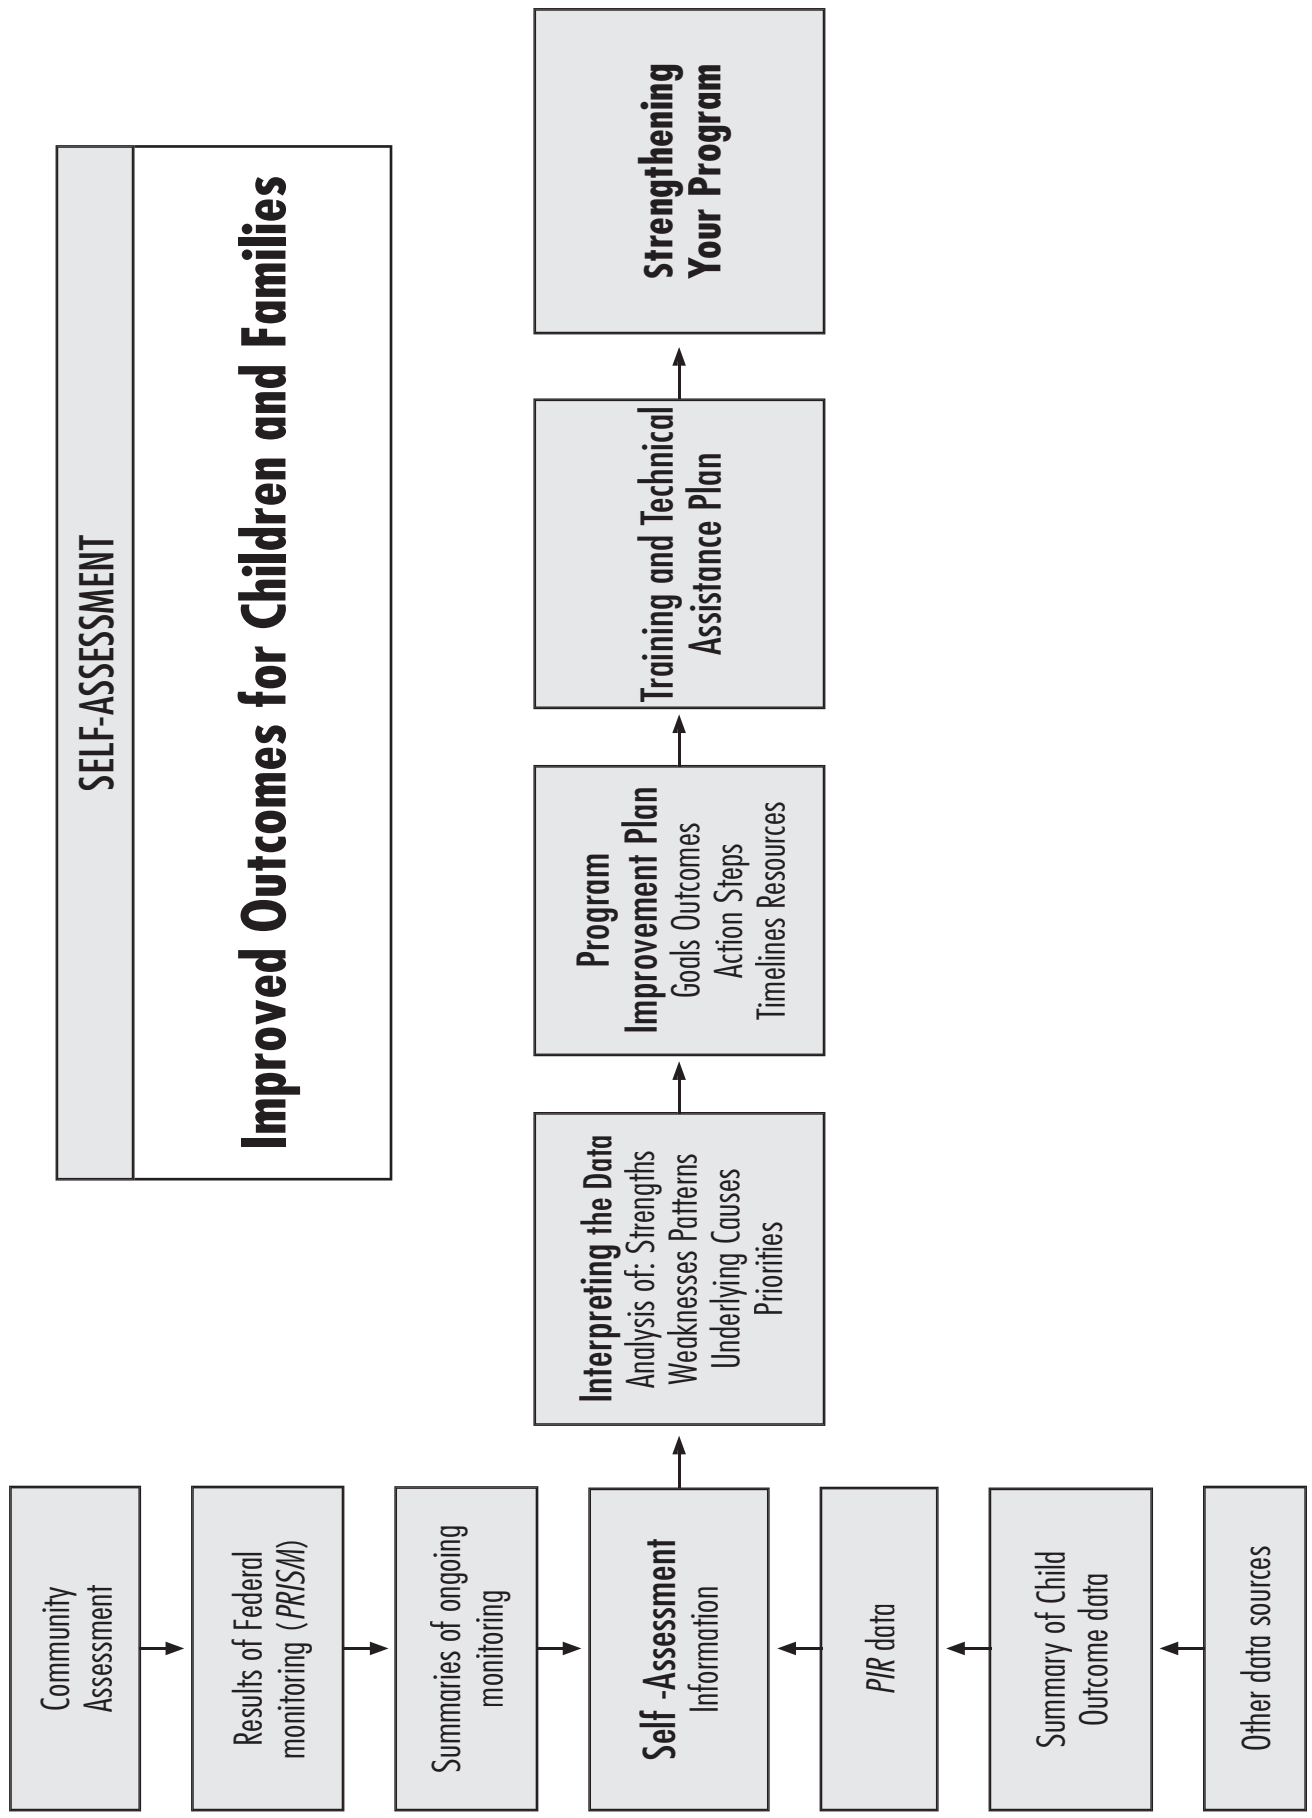 SELF-ASSESSMENT
Improved Outcomes for Children and Families
Community
Assessment
Results of Federal
monitoring (PRISM)
Summaries of ongoing
monitoring
Self -Assessment
Information
PIR data
Summary of Child
Outcome data
Other data sources
Interpreting the Data
Analysis of: Strengths
Weaknesses Patterns
Underlying Causes
Priorities
Program
Improvement Plan
Goals Outcomes
Action Steps
Timelines Resources
Training and Technical
Assistance Plan
Strengthening
Your Program